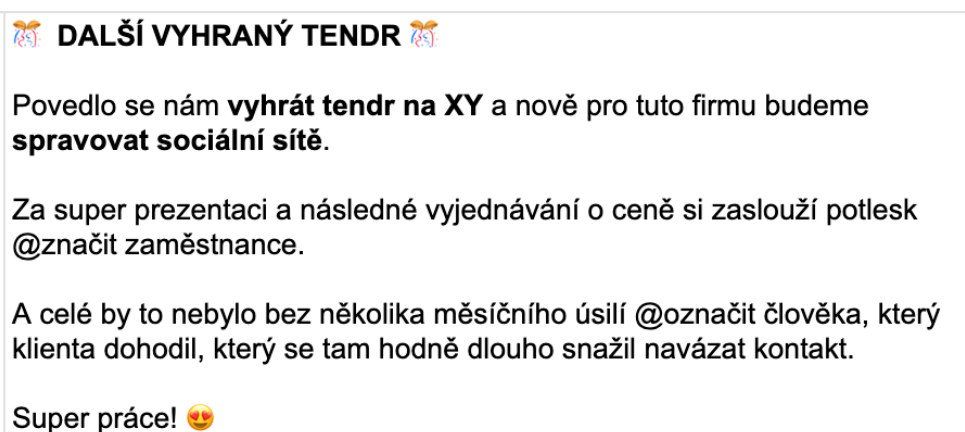 🎊 DALŠÍ VYHRANÝ TENDR 🎊
Povedlo se nám vyhrát tendr na XY a nově pro tuto firmu budeme
spravovat sociální sítě.
Za super prezentaci a následné vyjednávání o ceně si zaslouží potlesk
@značit zaměstnance.
A celé by to nebylo bez několika měsíčního úsilí @označit člověka, který
klienta dohodil, který se tam hodně dlouho snažil navázat kontakt.
Super práce! 😍